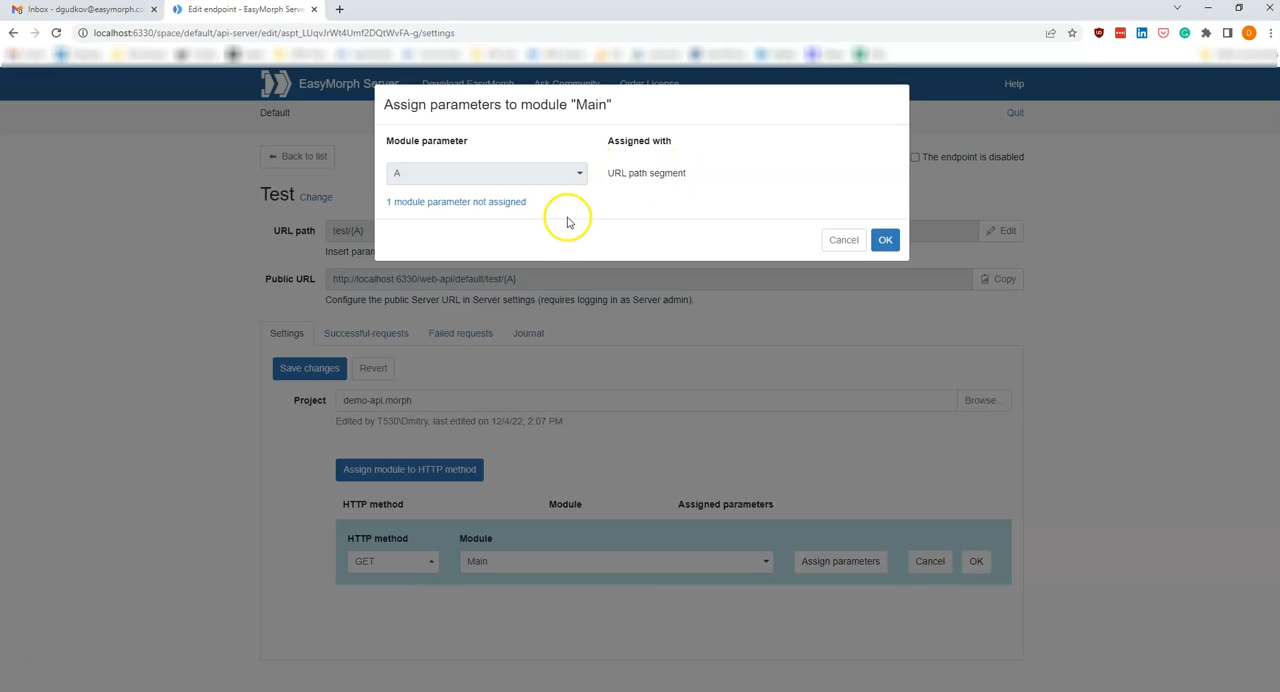 Inbox - dgudkov@easymorph.co
Edit endpoint - EasyMorph Serve
localhost:6330/space/default/api-server/edit/aspt_LUqvJrWt4Umf2DQtWvFA-g/settings
D
EasyMorph Server
Download EasyMorph
Ask Community
Order License
Help
Default
Quit
Assign parameters to module "Main"
Module parameter
Assigned with
A
URL path segment
1 module parameter not assigned
Cancel
OK
Back to list
The endpoint is disabled
Test
Change
URL path
test/{A}
Edit
Insert param
Public URL
http://localhost:6330/web-api/default/test/{A}
Copy
Configure the public Server URL in Server settings (requires logging in as Server admin).
Settings
Successful-requests
Failed requests
Journal
Save changes
Revert
Project
demo-api.morph
Browse...
Edited by T530\Dmitry, last edited on 12/4/22, 2:07 PM
Assign module to HTTP method
HTTP method
Module
Assigned parameters
HTTP method
Module
GET
Main
Assign parameters
Cancel
OK